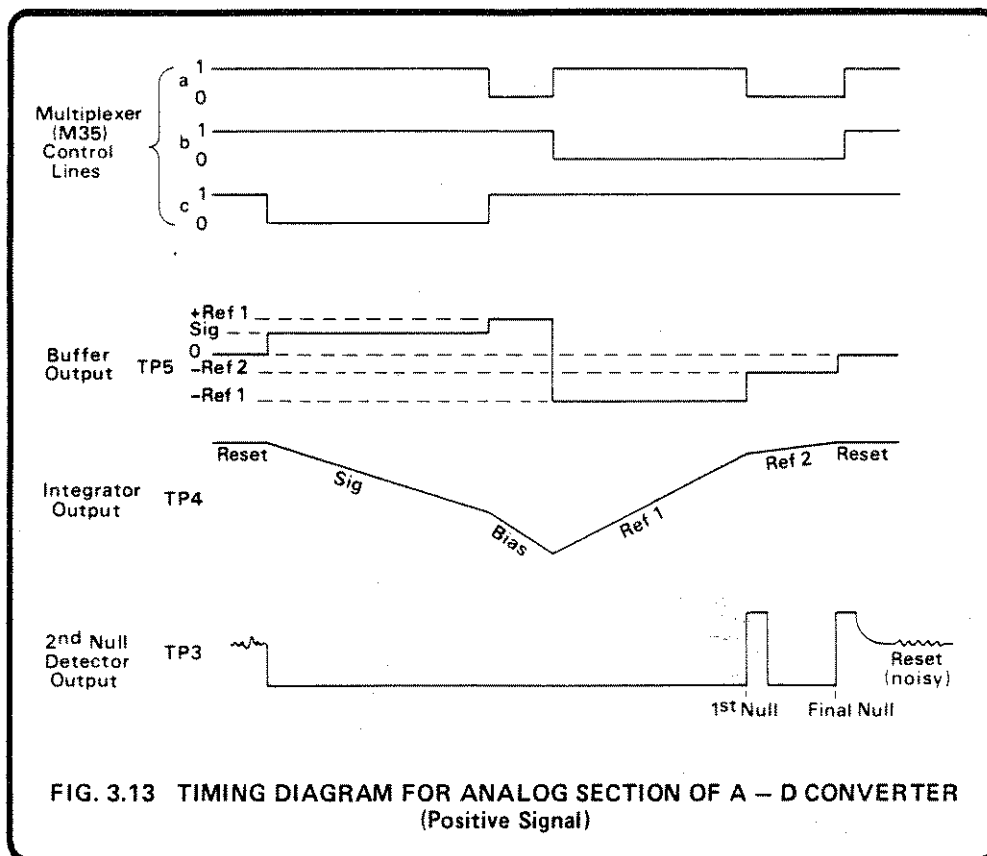 a 1
0
Multiplexer
(M35)
Control
Lines
b 1
0
c 1
0
+Ref 1
Sig
0
Buffer
Output TP5
–Ref 2
–Ref 1
Reset
Sig
Bias
Ref 1
Ref 2
Reset
Integrator
Output TP4
2nd Null
Detector
Output TP3
Reset
(noisy)
1st Null
Final Null
FIG. 3.13 TIMING DIAGRAM FOR ANALOG SECTION OF A – D CONVERTER
(Positive Signal)